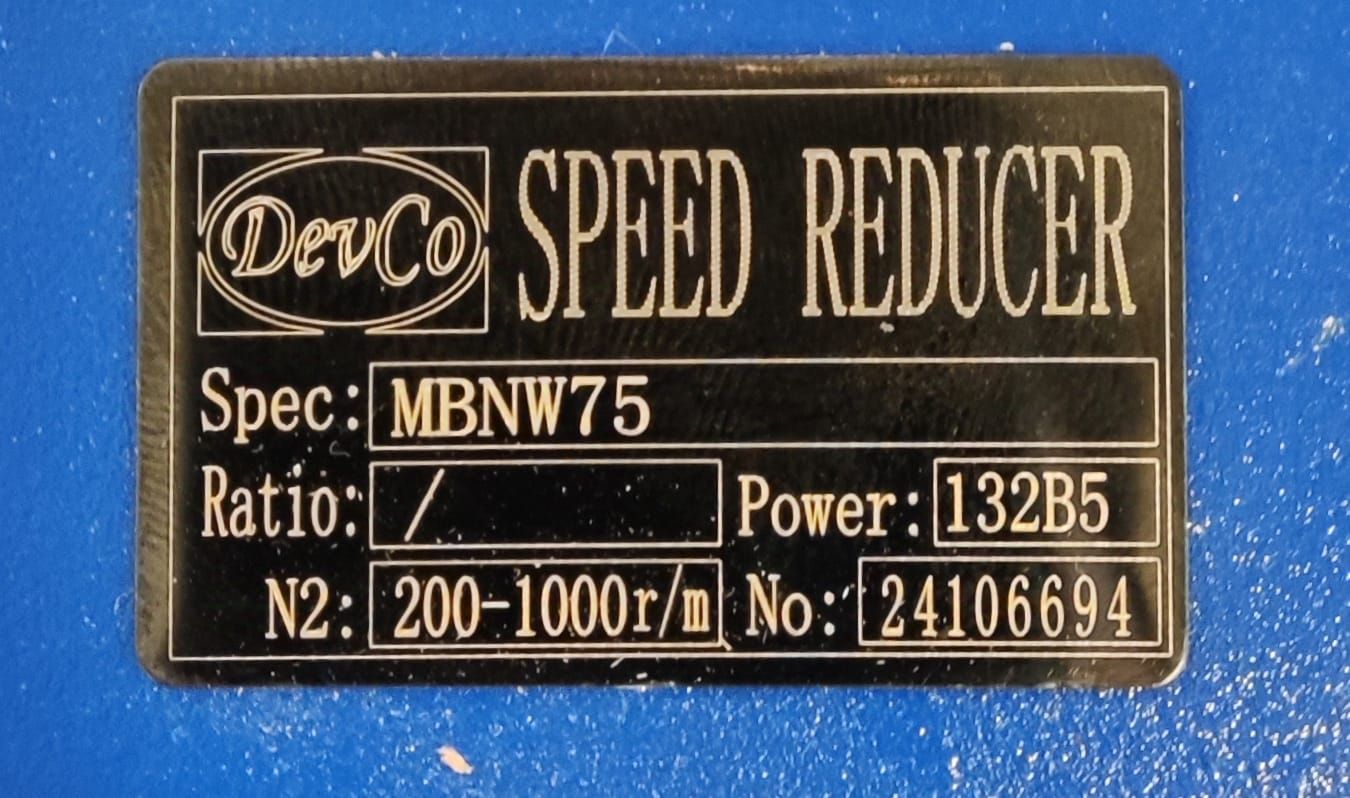 DevCo SPEED REDUCER
Spec: MBNW75
Ratio: / Power: 132B5
N2: 200-1000r/m No: 24106694